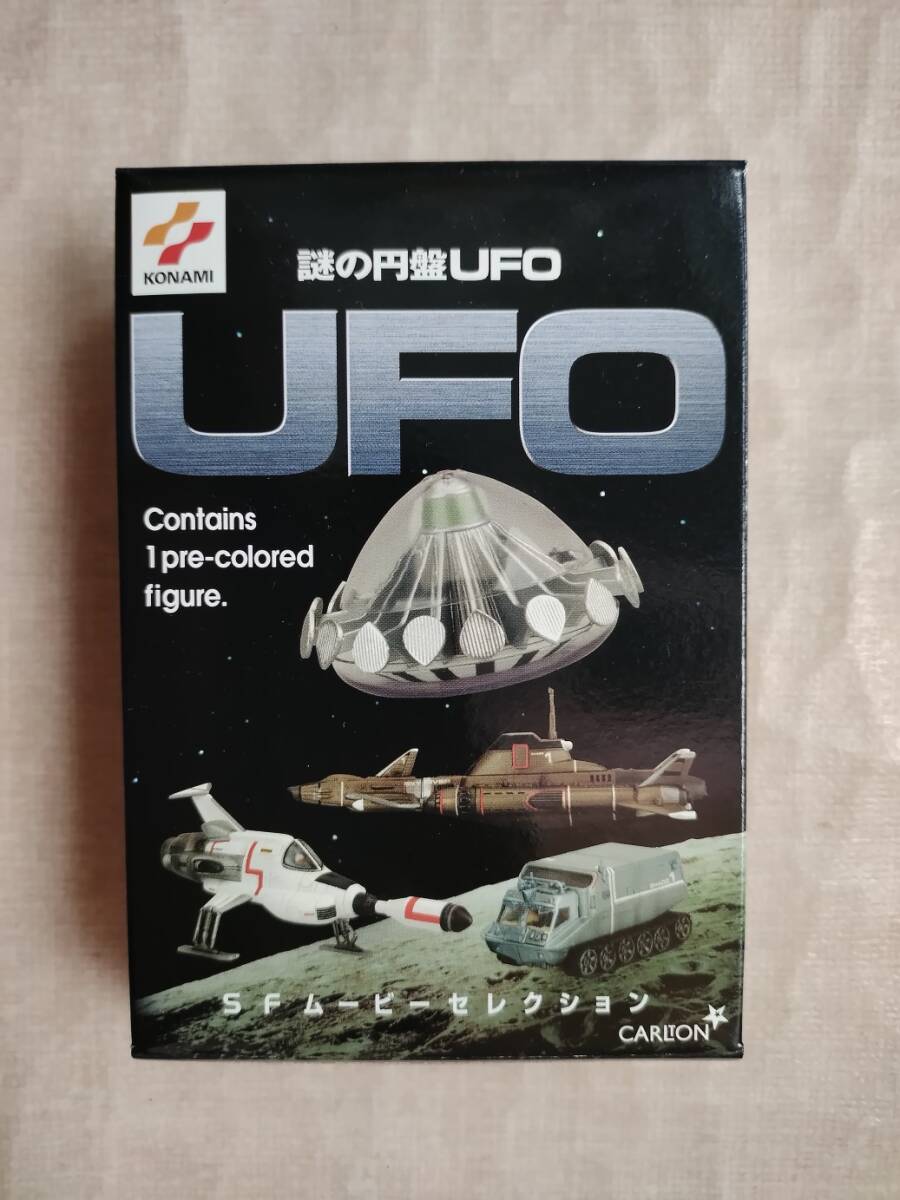 KONAMI
謎の円盤UFO
UFO
Contains
1 pre-colored
figure.
SFムービーセレクション
CARLTON